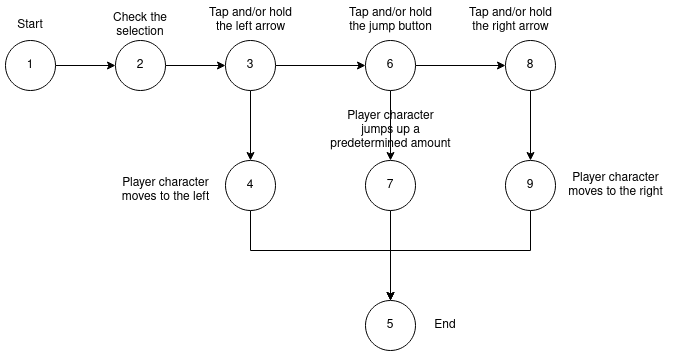 Start
Check the
selection
Tap and/or hold
the left arrow
Tap and/or hold
the jump button
Tap and/or hold
the right arrow
1
2
3
6
8
Player character
jumps up a
predetermined amount
Player character
moves to the left
4
7
9
Player character
moves to the right
5
End